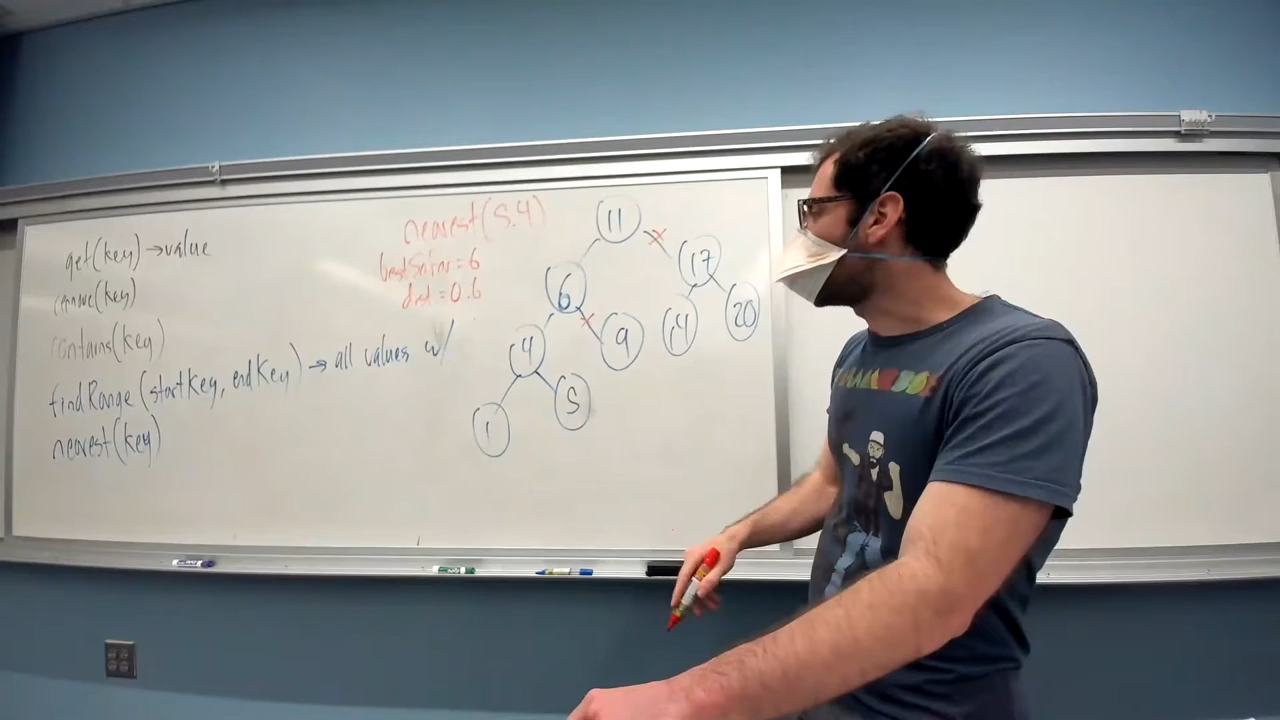 get(key) → value
remove(key)
contains(key)
findRange(startKey, endKey) → all values w/
nearest(key)
nearest(5.4)
bestSoFar = 6
dist = 0.6
11
6
17
4
9
14
20
1
5